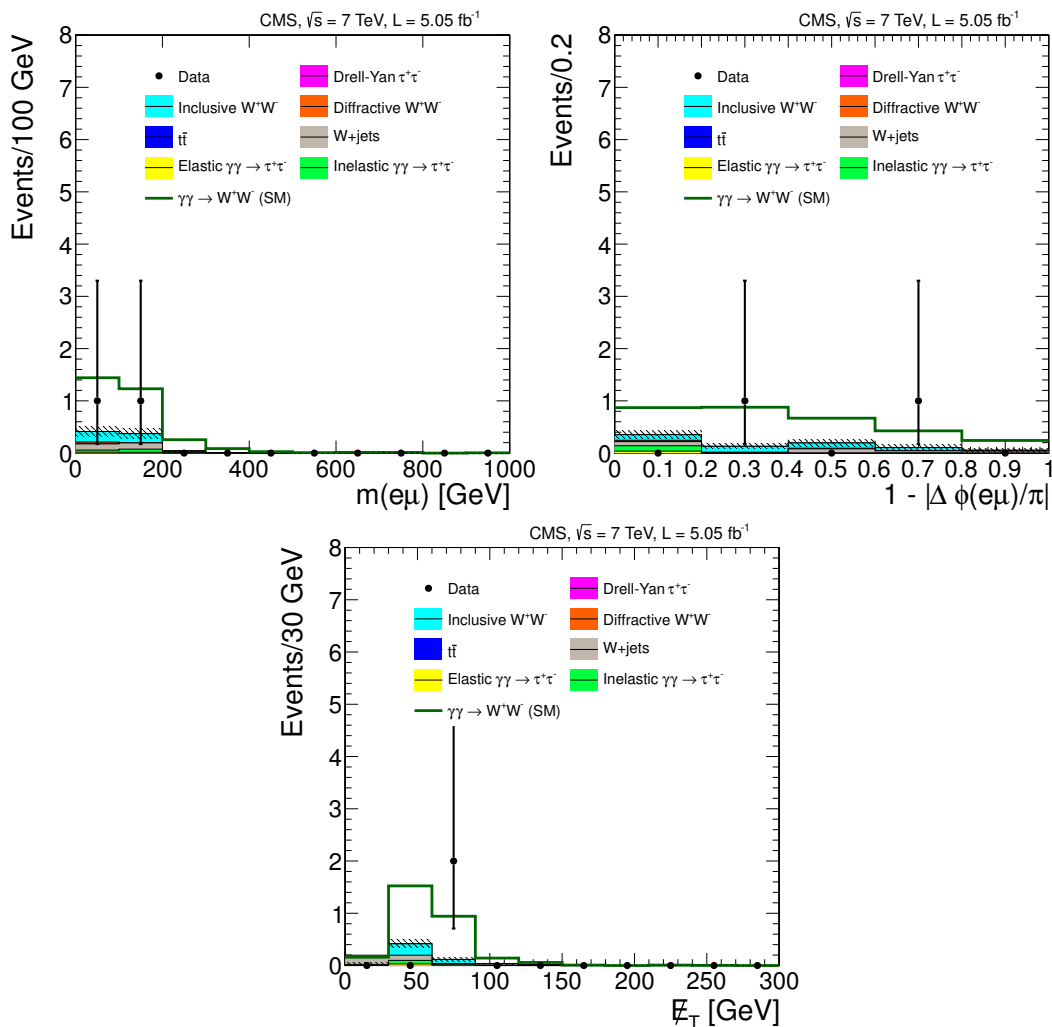 CMS, √s = 7 TeV, L = 5.05 fb⁻¹
Events/100 GeV
8
7
6
5
4
3
2
1
0
Data
Drell-Yan τ⁺τ⁻
Inclusive W⁺W⁻
Diffractive W⁺W⁻
tt̄
W+jets
Elastic γγ → τ⁺τ⁻
Inelastic γγ → τ⁺τ⁻
γγ → W⁺W⁻ (SM)
0 200 400 600 800 1000
m(eμ) [GeV]
CMS, √s = 7 TeV, L = 5.05 fb⁻¹
Events/0.2
8
7
6
5
4
3
2
1
0
Data
Drell-Yan τ⁺τ⁻
Inclusive W⁺W⁻
Diffractive W⁺W⁻
tt̄
W+jets
Elastic γγ → τ⁺τ⁻
Inelastic γγ → τ⁺τ⁻
γγ → W⁺W⁻ (SM)
0 0.1 0.2 0.3 0.4 0.5 0.6 0.7 0.8 0.9 1
1 - |Δ φ(eμ)/π|
CMS, √s = 7 TeV, L = 5.05 fb⁻¹
Events/30 GeV
8
7
6
5
4
3
2
1
0
Data
Drell-Yan τ⁺τ⁻
Inclusive W⁺W⁻
Diffractive W⁺W⁻
tt̄
W+jets
Elastic γγ → τ⁺τ⁻
Inelastic γγ → τ⁺τ⁻
γγ → W⁺W⁻ (SM)
0 50 100 150 200 250 300
E̸_T [GeV]